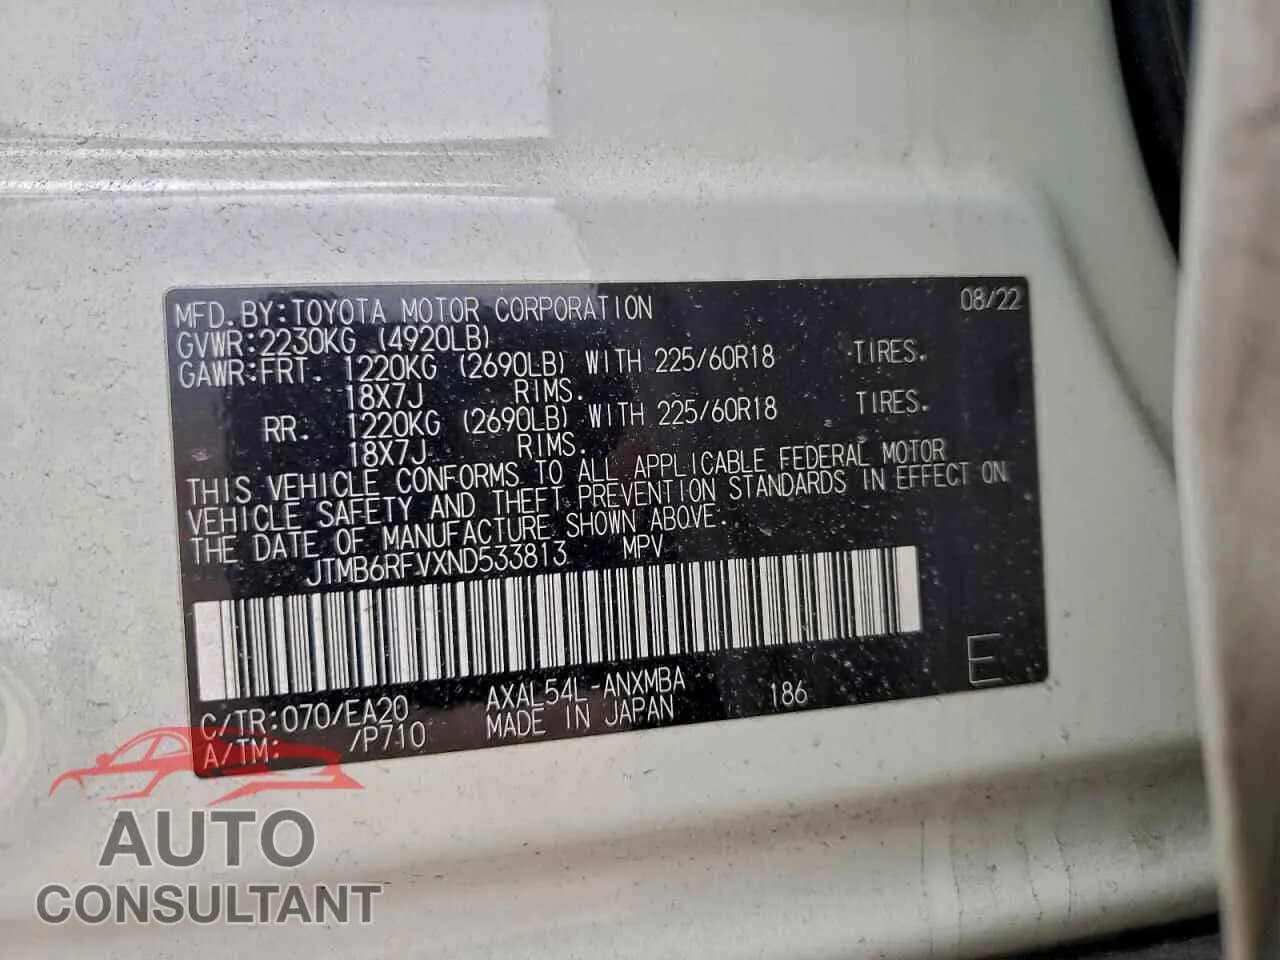 MFD. BY: TOYOTA MOTOR CORPORATION 08/22
GVWR: 2230KG (4920LB)
GAWR: FRT. 1220KG (2690LB) WITH 225/60R18 TIRES.
18X7J RIMS.
RR. 1220KG (2690LB) WITH 225/60R18 TIRES.
18X7J RIMS.
THIS VEHICLE CONFORMS TO ALL APPLICABLE FEDERAL MOTOR
VEHICLE SAFETY AND THEFT PREVENTION STANDARDS IN EFFECT ON
THE DATE OF MANUFACTURE SHOWN ABOVE.
JTMB6RFVXND533813 MPV
E
C/TR: 070/EA20 AXAL54L-ANXMBA 186
A/TM: /P710 MADE IN JAPAN
AUTO
CONSULTANT